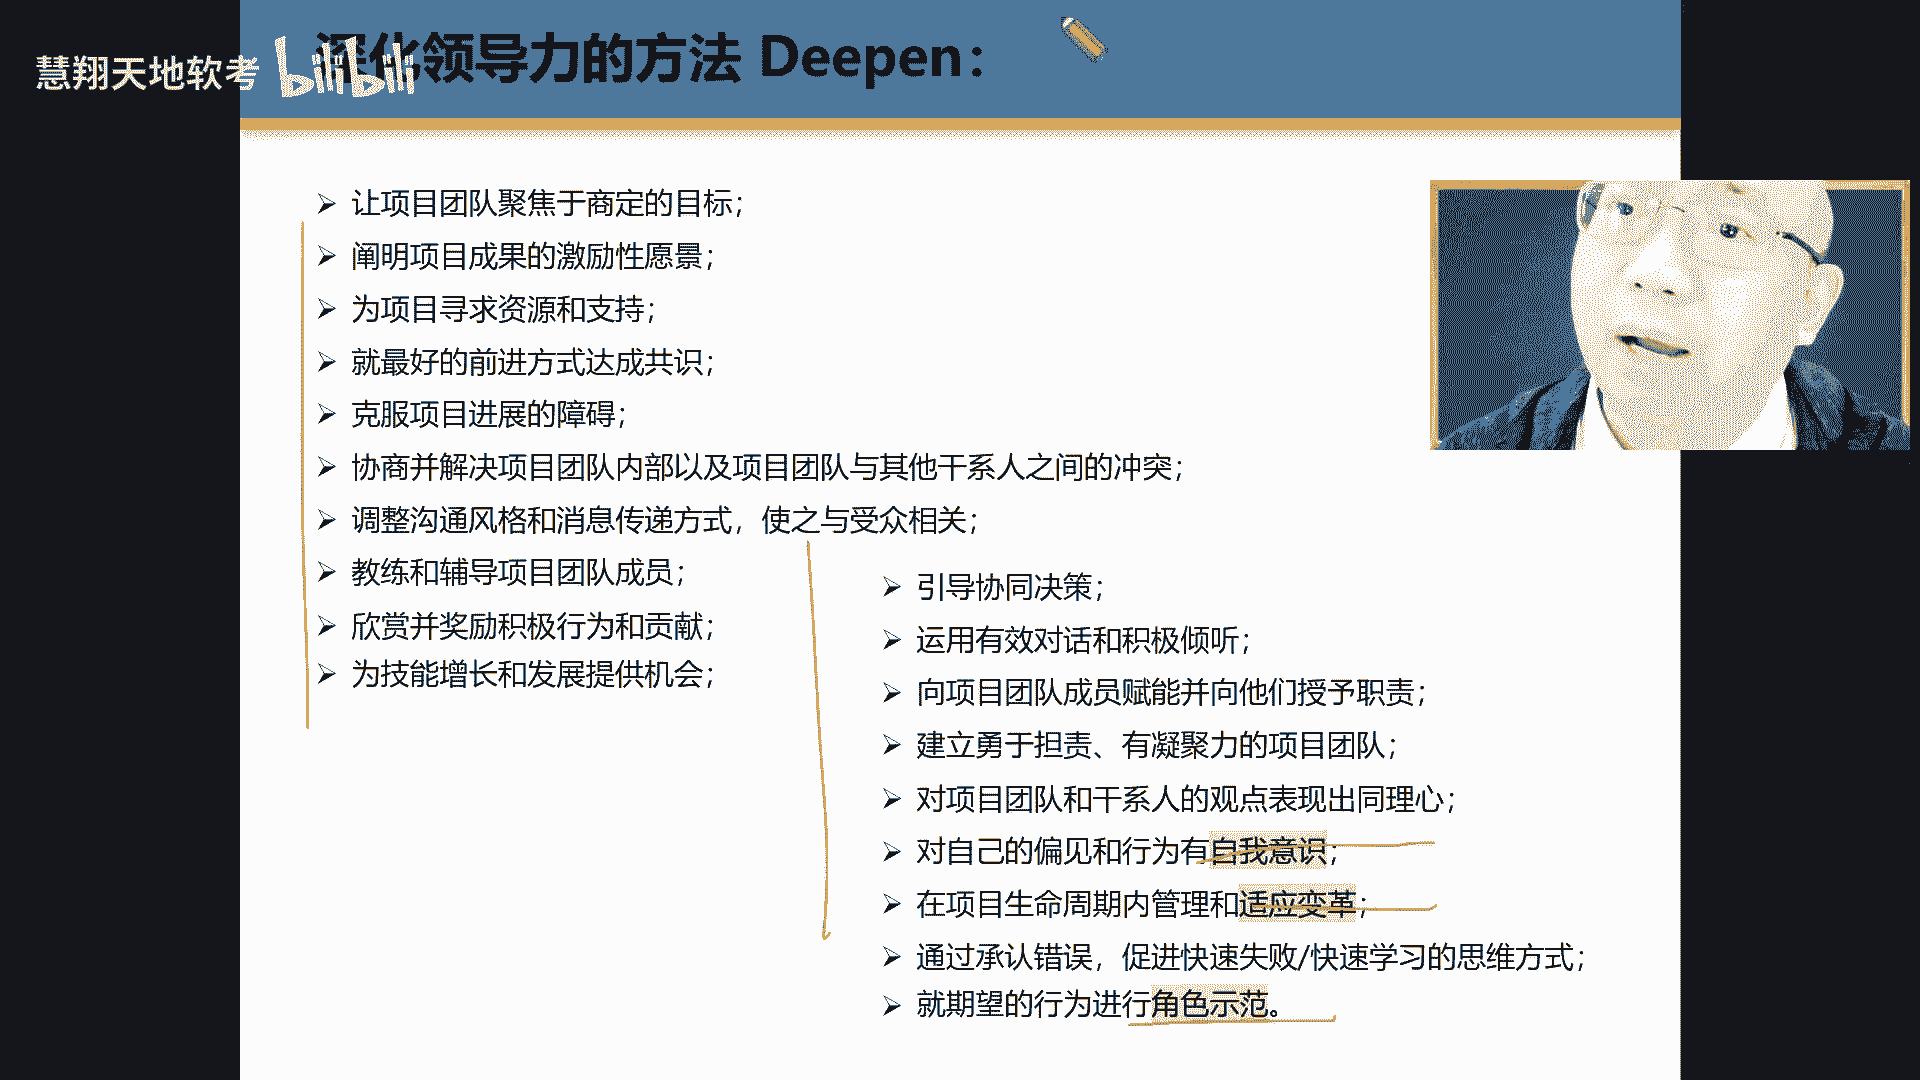 深化领导力的方法 Deepen：
慧翔天地软考
bilibili
➢ 让项目团队聚焦于商定的目标；
➢ 阐明项目成果的激励性愿景；
➢ 为项目寻求资源和支持；
➢ 就最好的前进方式达成共识；
➢ 克服项目进展的障碍；
➢ 协商并解决项目团队内部以及项目团队与其他干系人之间的冲突；
➢ 调整沟通风格和消息传递方式，使之与受众相关；
➢ 教练和辅导项目团队成员；
➢ 欣赏并奖励积极行为和贡献；
➢ 为技能增长和发展提供机会；
➢ 引导协同决策；
➢ 运用有效对话和积极倾听；
➢ 向项目团队成员赋能并向他们授予职责；
➢ 建立勇于担责、有凝聚力的项目团队；
➢ 对项目团队和干系人的观点表现出同理心；
➢ 对自己的偏见和行为有自我意识；
➢ 在项目生命周期内管理和适应变革；
➢ 通过承认错误，促进快速失败/快速学习的思维方式；
➢ 就期望的行为进行角色示范。